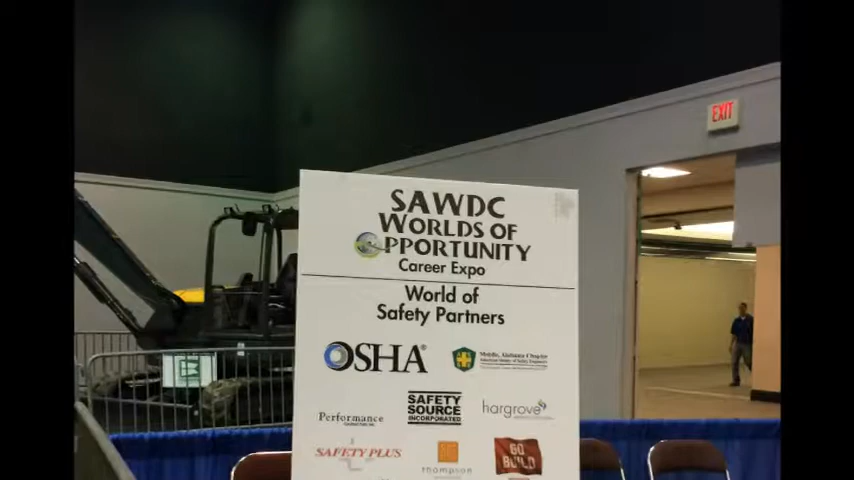 EXIT
SAWDC
WORLDS OF
OPPORTUNITY
Career Expo
World of
Safety Partners
OSHA®
Mobile, Alabama Chapter
Performance
SAFETY
SOURCE
INCORPORATED
hargrove
SAFETY PLUS
thompson
GO
BUILD